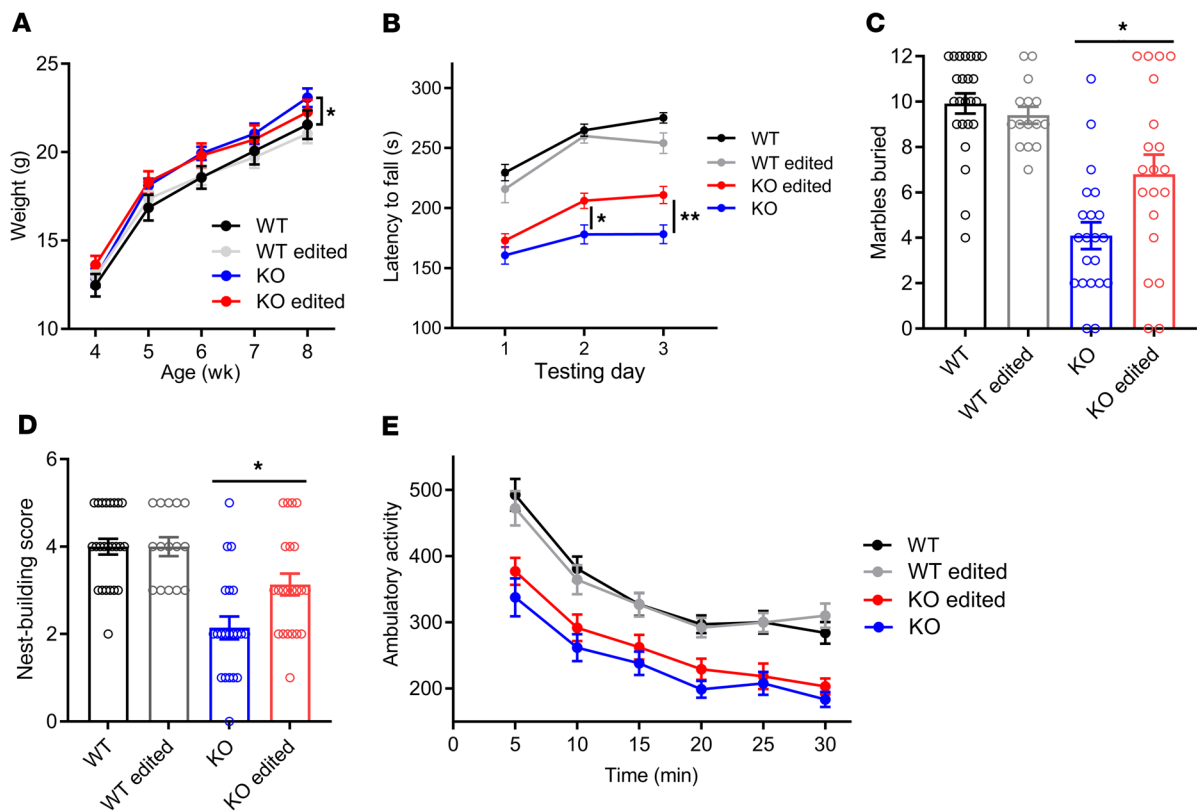 A
Weight (g)
25
20
15
10
4 5 6 7 8
Age (wk)
WT
WT edited
KO
KO edited
*
B
Latency to fall (s)
300
250
200
150
100
1 2 3
Testing day
* **
WT
WT edited
KO edited
KO
C
Marbles buried
12
10
8
6
4
2
0
*
WT
WT edited
KO
KO edited
D
Nest-building score
6
4
2
0
*
WT
WT edited
KO
KO edited
E
Ambulatory activity
500
400
300
200
0 5 10 15 20 25 30
Time (min)
WT
WT edited
KO edited
KO